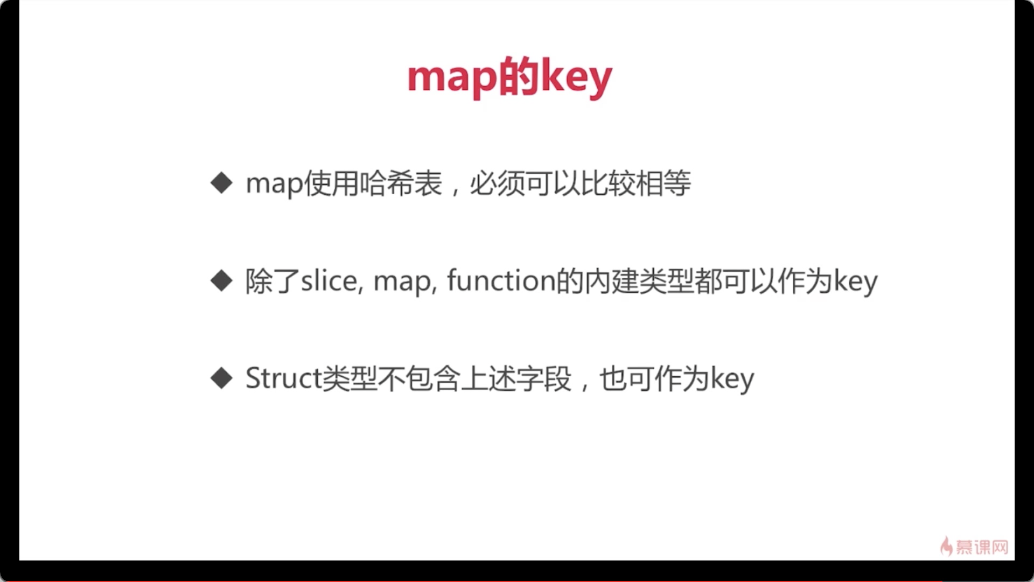 map的key
◆ map使用哈希表，必须可以比较相等
◆ 除了slice, map, function的内建类型都可以作为key
◆ Struct类型不包含上述字段，也可作为key
慕课网